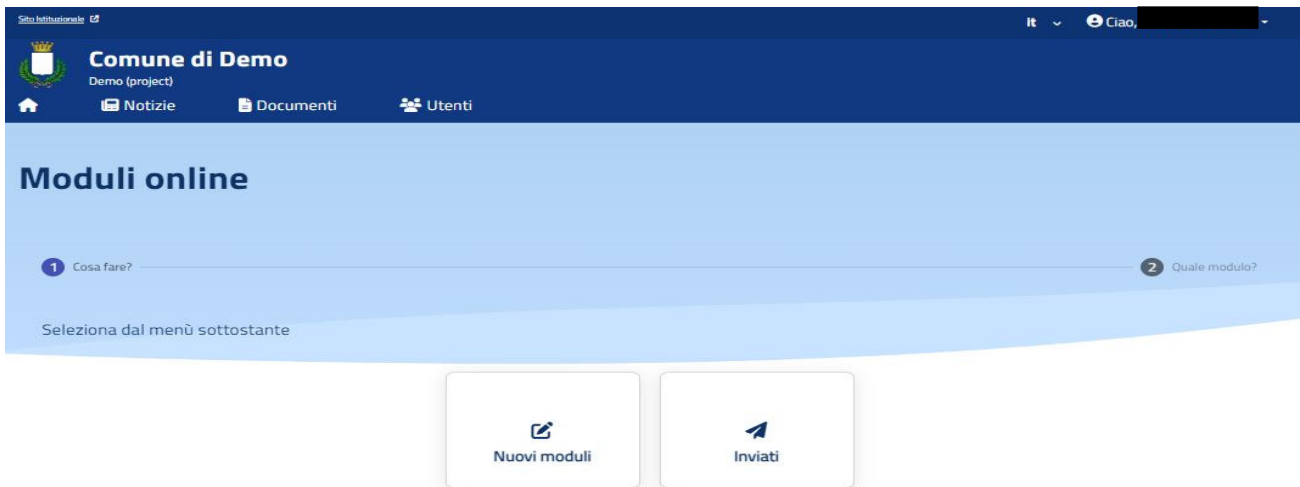 Sito Istituzionale
it
Ciao,
Comune di Demo
Demo (project)
Notizie Documenti Utenti
Moduli online
1 Cosa fare? 2 Quale modulo?
Seleziona dal menù sottostante
Nuovi moduli Inviati